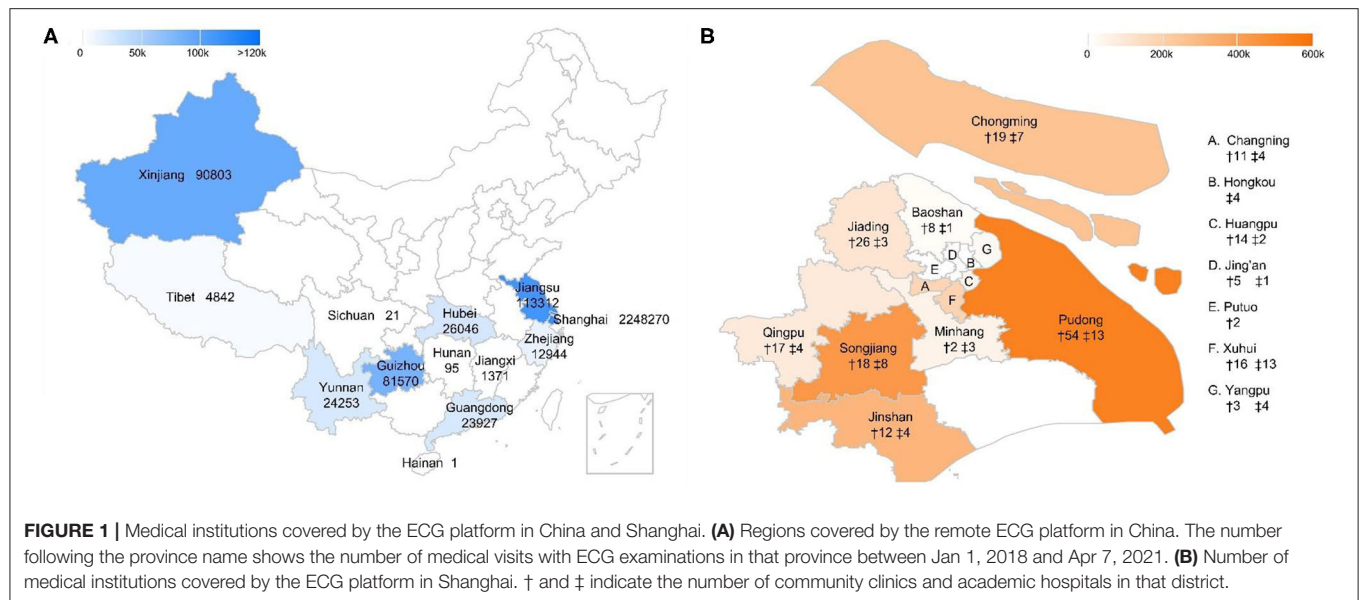 A
0 50k 100k >120k
Xinjiang 90803
Tibet 4842
Sichuan 21
Hubei
26046
Jiangsu
113312
Shanghai 2248270
Zhejiang
12944
Hunan
95
Jiangxi
1371
Guizhou
81570
Yunnan
24253
Guangdong
23927
Hainan 1
B
0 200k 400k 600k
Chongming
†19 ‡7
Baoshan
†8 ‡1
Jiading
†26 ‡3
G
D
B
E
C
A
F
Pudong
†54 ‡13
Minhang
†2 ‡3
Qingpu
†17 ‡4
Songjiang
†18 ‡8
Jinshan
†12 ‡4
A. Changning
†11 ‡4
B. Hongkou
‡4
C. Huangpu
†14 ‡2
D. Jing'an
†5 ‡1
E. Putuo
†2
F. Xuhui
†16 ‡13
G. Yangpu
†3 ‡4
FIGURE 1 | Medical institutions covered by the ECG platform in China and Shanghai. (A) Regions covered by the remote ECG platform in China. The number
following the province name shows the number of medical visits with ECG examinations in that province between Jan 1, 2018 and Apr 7, 2021. (B) Number of
medical institutions covered by the ECG platform in Shanghai. † and ‡ indicate the number of community clinics and academic hospitals in that district.